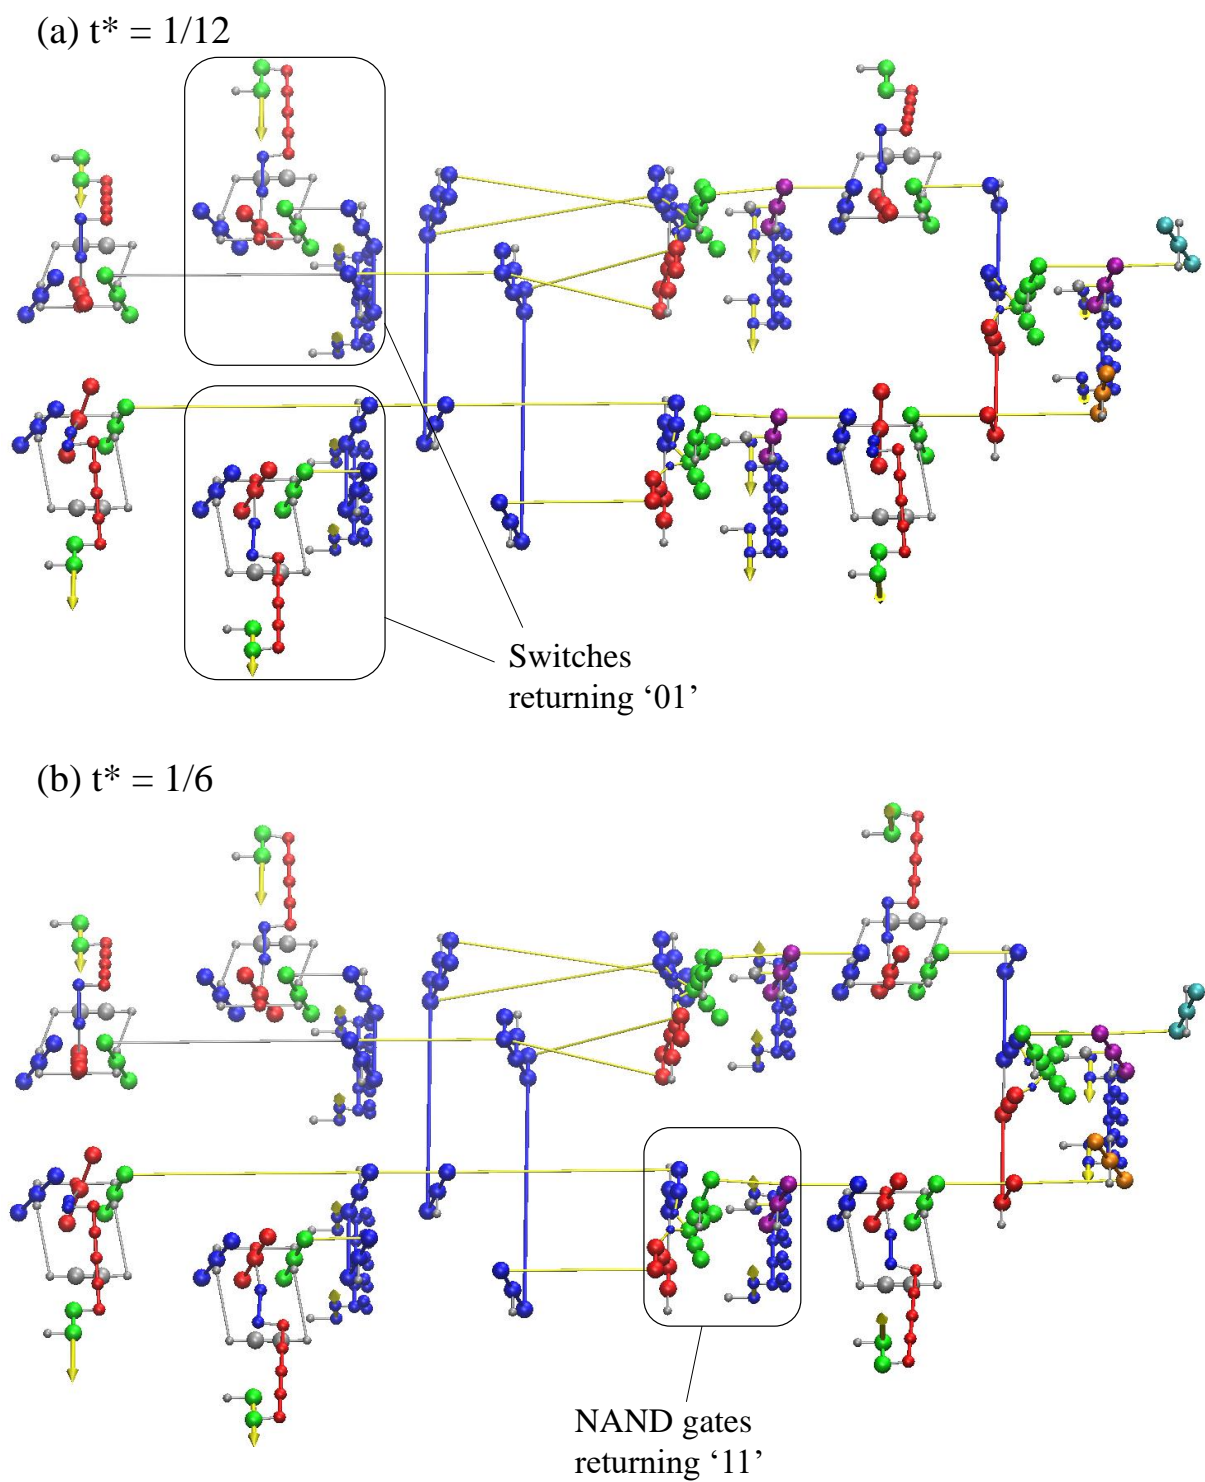 (a) t* = 1/12
Switches
returning ‘01’
(b) t* = 1/6
NAND gates
returning ‘11’